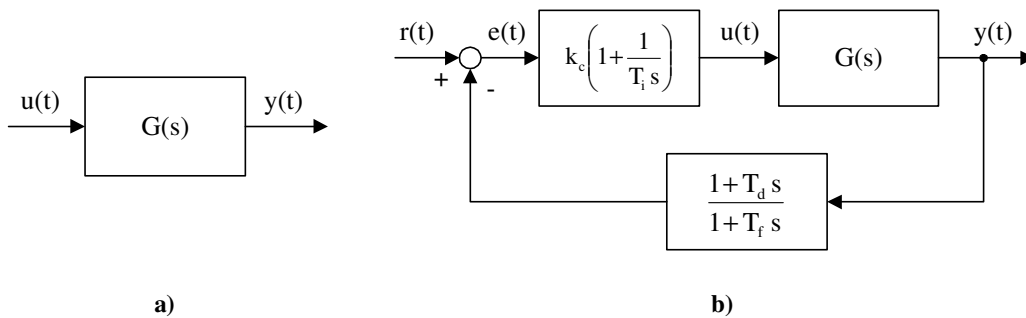 u(t)
G(s)
y(t)
a)
r(t)
+
-
e(t)
k_c(1+1/(T_i s))
u(t)
G(s)
y(t)
(1+T_d s)/(1+T_f s)
b)